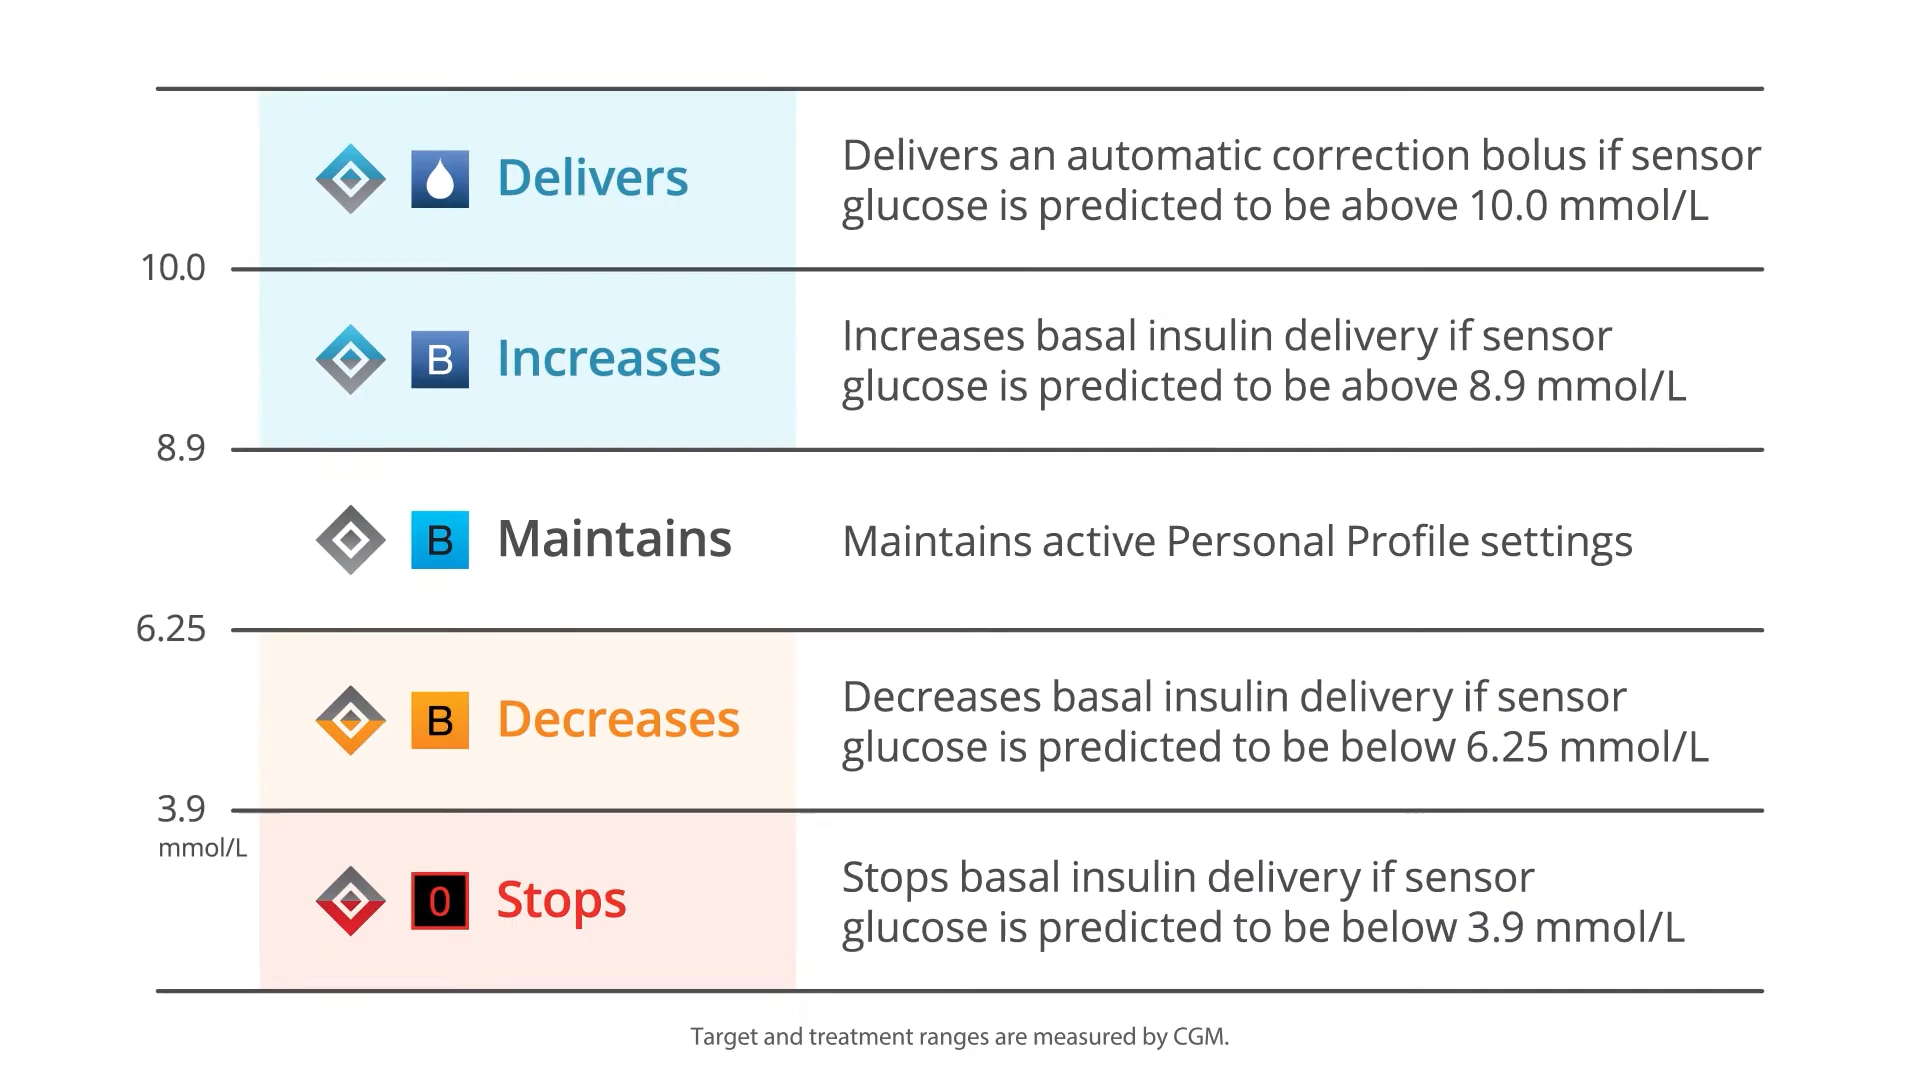 Delivers
Delivers an automatic correction bolus if sensor
glucose is predicted to be above 10.0 mmol/L
10.0
B
Increases
Increases basal insulin delivery if sensor
glucose is predicted to be above 8.9 mmol/L
8.9
B
Maintains
Maintains active Personal Profile settings
6.25
B
Decreases
Decreases basal insulin delivery if sensor
glucose is predicted to be below 6.25 mmol/L
3.9
mmol/L
0
Stops
Stops basal insulin delivery if sensor
glucose is predicted to be below 3.9 mmol/L
Target and treatment ranges are measured by CGM.